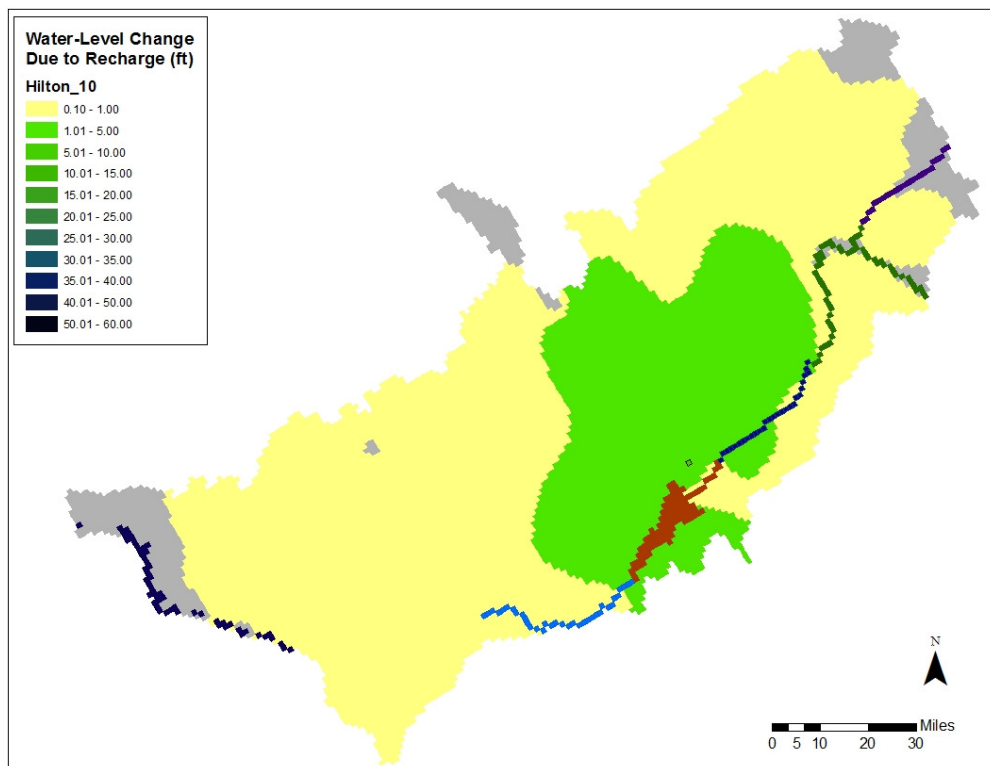 Water-Level Change
Due to Recharge (ft)
Hilton_10
0.10 - 1.00
1.01 - 5.00
5.01 - 10.00
10.01 - 15.00
15.01 - 20.00
20.01 - 25.00
25.01 - 30.00
30.01 - 35.00
35.01 - 40.00
40.01 - 50.00
50.01 - 60.00
N
Miles
0 5 10 20 30